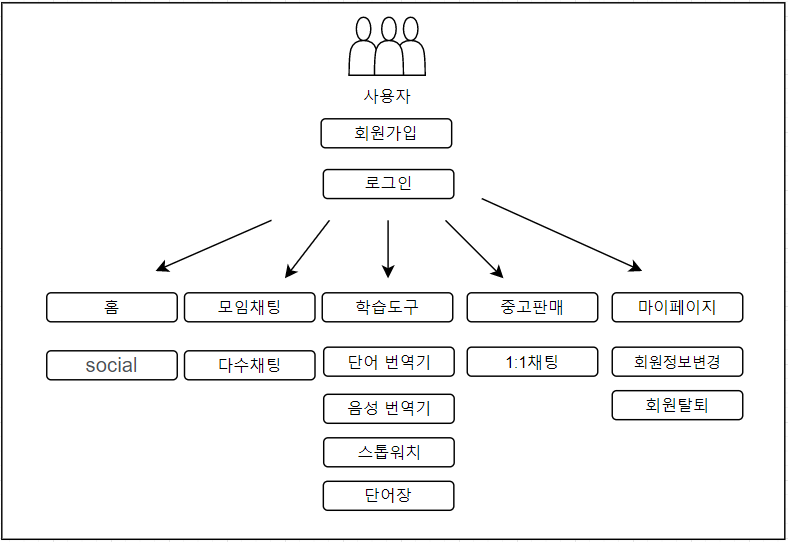 사용자
회원가입
로그인
홈
모임채팅
학습도구
중고판매
마이페이지
social
다수채팅
단어 번역기
1:1채팅
회원정보변경
음성 번역기
회원탈퇴
스톱워치
단어장